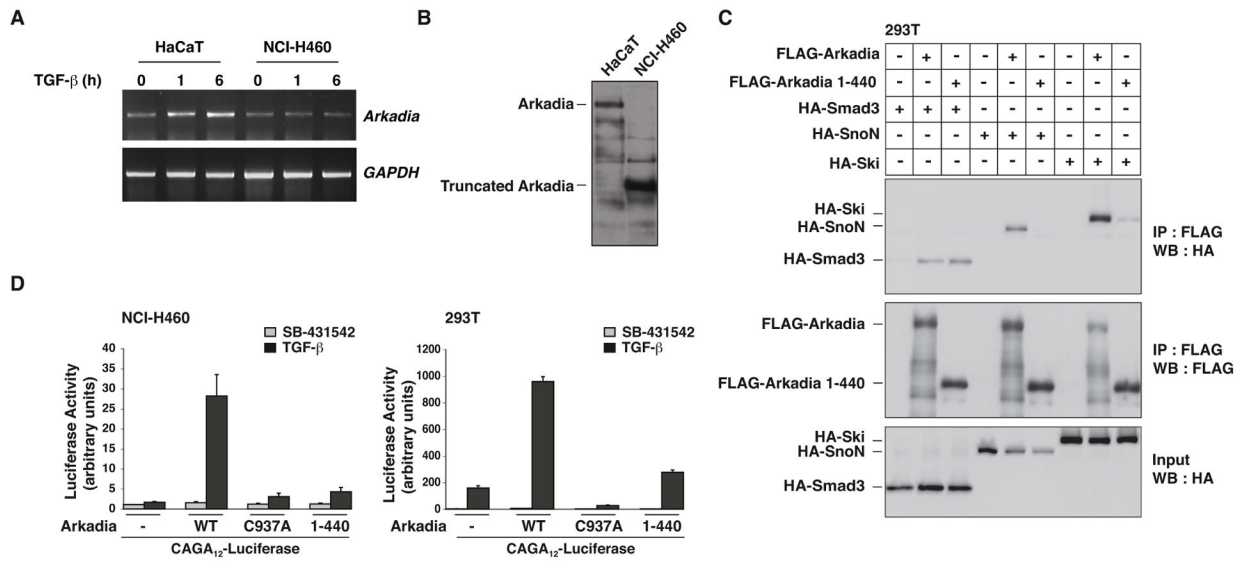 A
HaCaT NCI-H460
TGF-β (h) 0 1 6 0 1 6
Arkadia
GAPDH
B
HaCaT NCI-H460
Arkadia
Truncated Arkadia
C
293T
FLAG-Arkadia - + - - + - - + -
FLAG-Arkadia 1-440 - - + - - + - - +
HA-Smad3 + + + - - - - - -
HA-SnoN - - - + + + - - -
HA-Ski - - - - - - + + +
HA-Ski
HA-SnoN
HA-Smad3
IP : FLAG
WB : HA
FLAG-Arkadia
FLAG-Arkadia 1-440
IP : FLAG
WB : FLAG
HA-Ski
HA-SnoN
HA-Smad3
Input
WB : HA
D
NCI-H460
SB-431542
TGF-β
Luciferase Activity
(arbitrary units)
40
35
30
25
20
15
10
5
0
Arkadia - WT C937A 1-440
CAGA₁₂-Luciferase
293T
SB-431542
TGF-β
Luciferase Activity
(arbitrary units)
1200
1000
800
600
400
200
0
Arkadia - WT C937A 1-440
CAGA₁₂-Luciferase